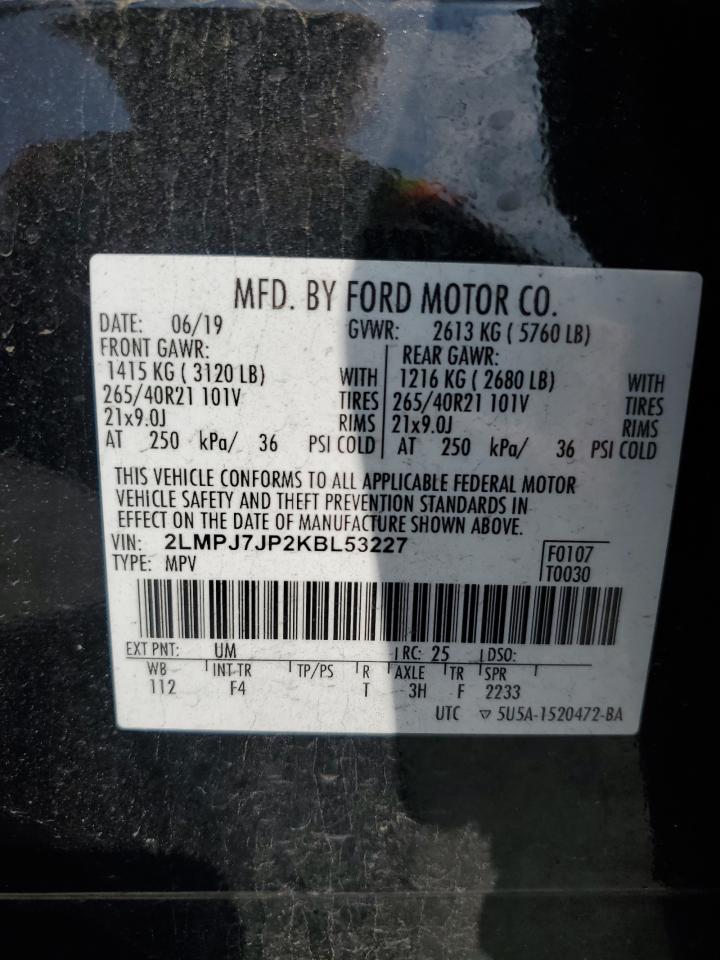 MFD. BY FORD MOTOR CO.
DATE: 06/19 GVWR: 2613 KG ( 5760 LB)
FRONT GAWR: REAR GAWR:
1415 KG ( 3120 LB) WITH 1216 KG ( 2680 LB) WITH
265/40R21 101V TIRES 265/40R21 101V TIRES
21x9.0J RIMS 21x9.0J RIMS
AT 250 kPa/ 36 PSI COLD AT 250 kPa/ 36 PSI COLD
THIS VEHICLE CONFORMS TO ALL APPLICABLE FEDERAL MOTOR
VEHICLE SAFETY AND THEFT PREVENTION STANDARDS IN
EFFECT ON THE DATE OF MANUFACTURE SHOWN ABOVE.
VIN: 2LMPJ7JP2KBL53227
TYPE: MPV
F0107
T0030
EXT PNT: UM RC: 25 DSO:
WB INT TR TP/PS R AXLE TR SPR
112 F4 T 3H F 2233
UTC ▽ 5U5A-1520472-BA